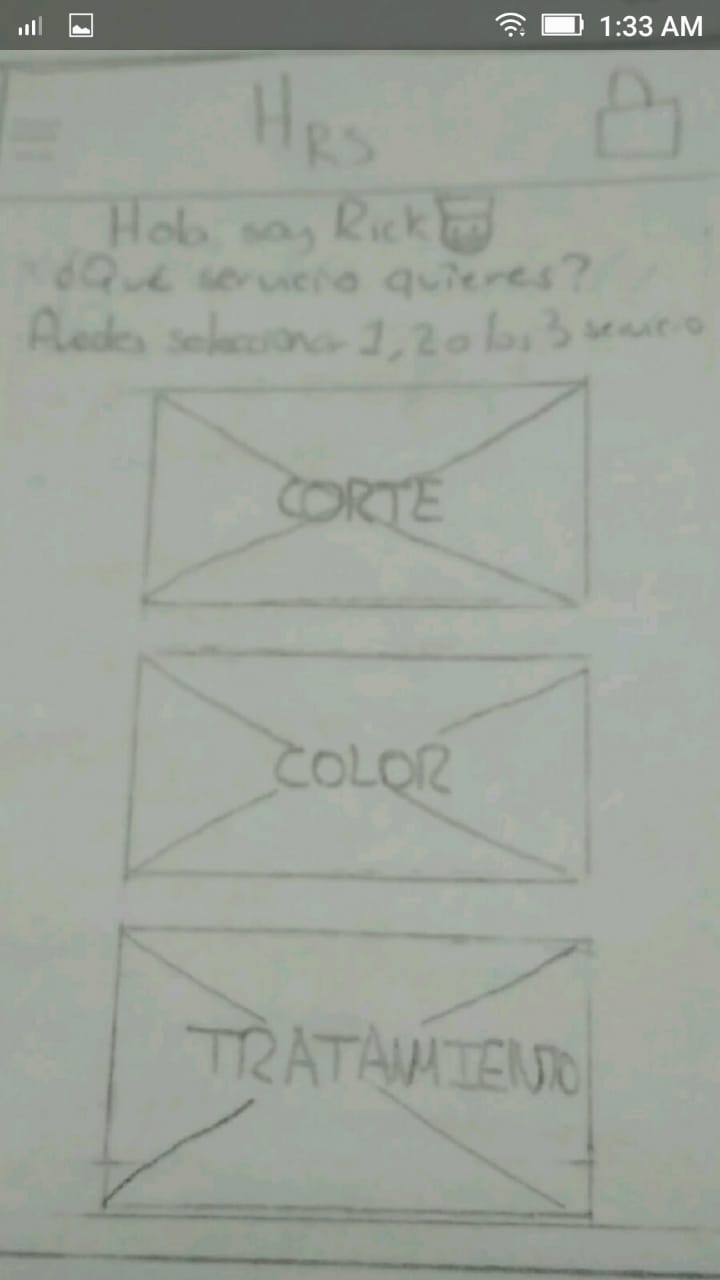 1:33 AM
HRS
Hola soy Rick
¿Qué servicio quieres?
Puedes seleccionar 1, 2 o los 3 servicio
CORTE
COLOR
TRATAMIENTO